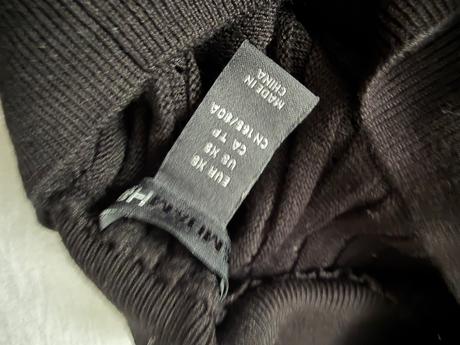 EUR XS
US XS
CA TP
CN 165/80A
MADE IN
CHINA